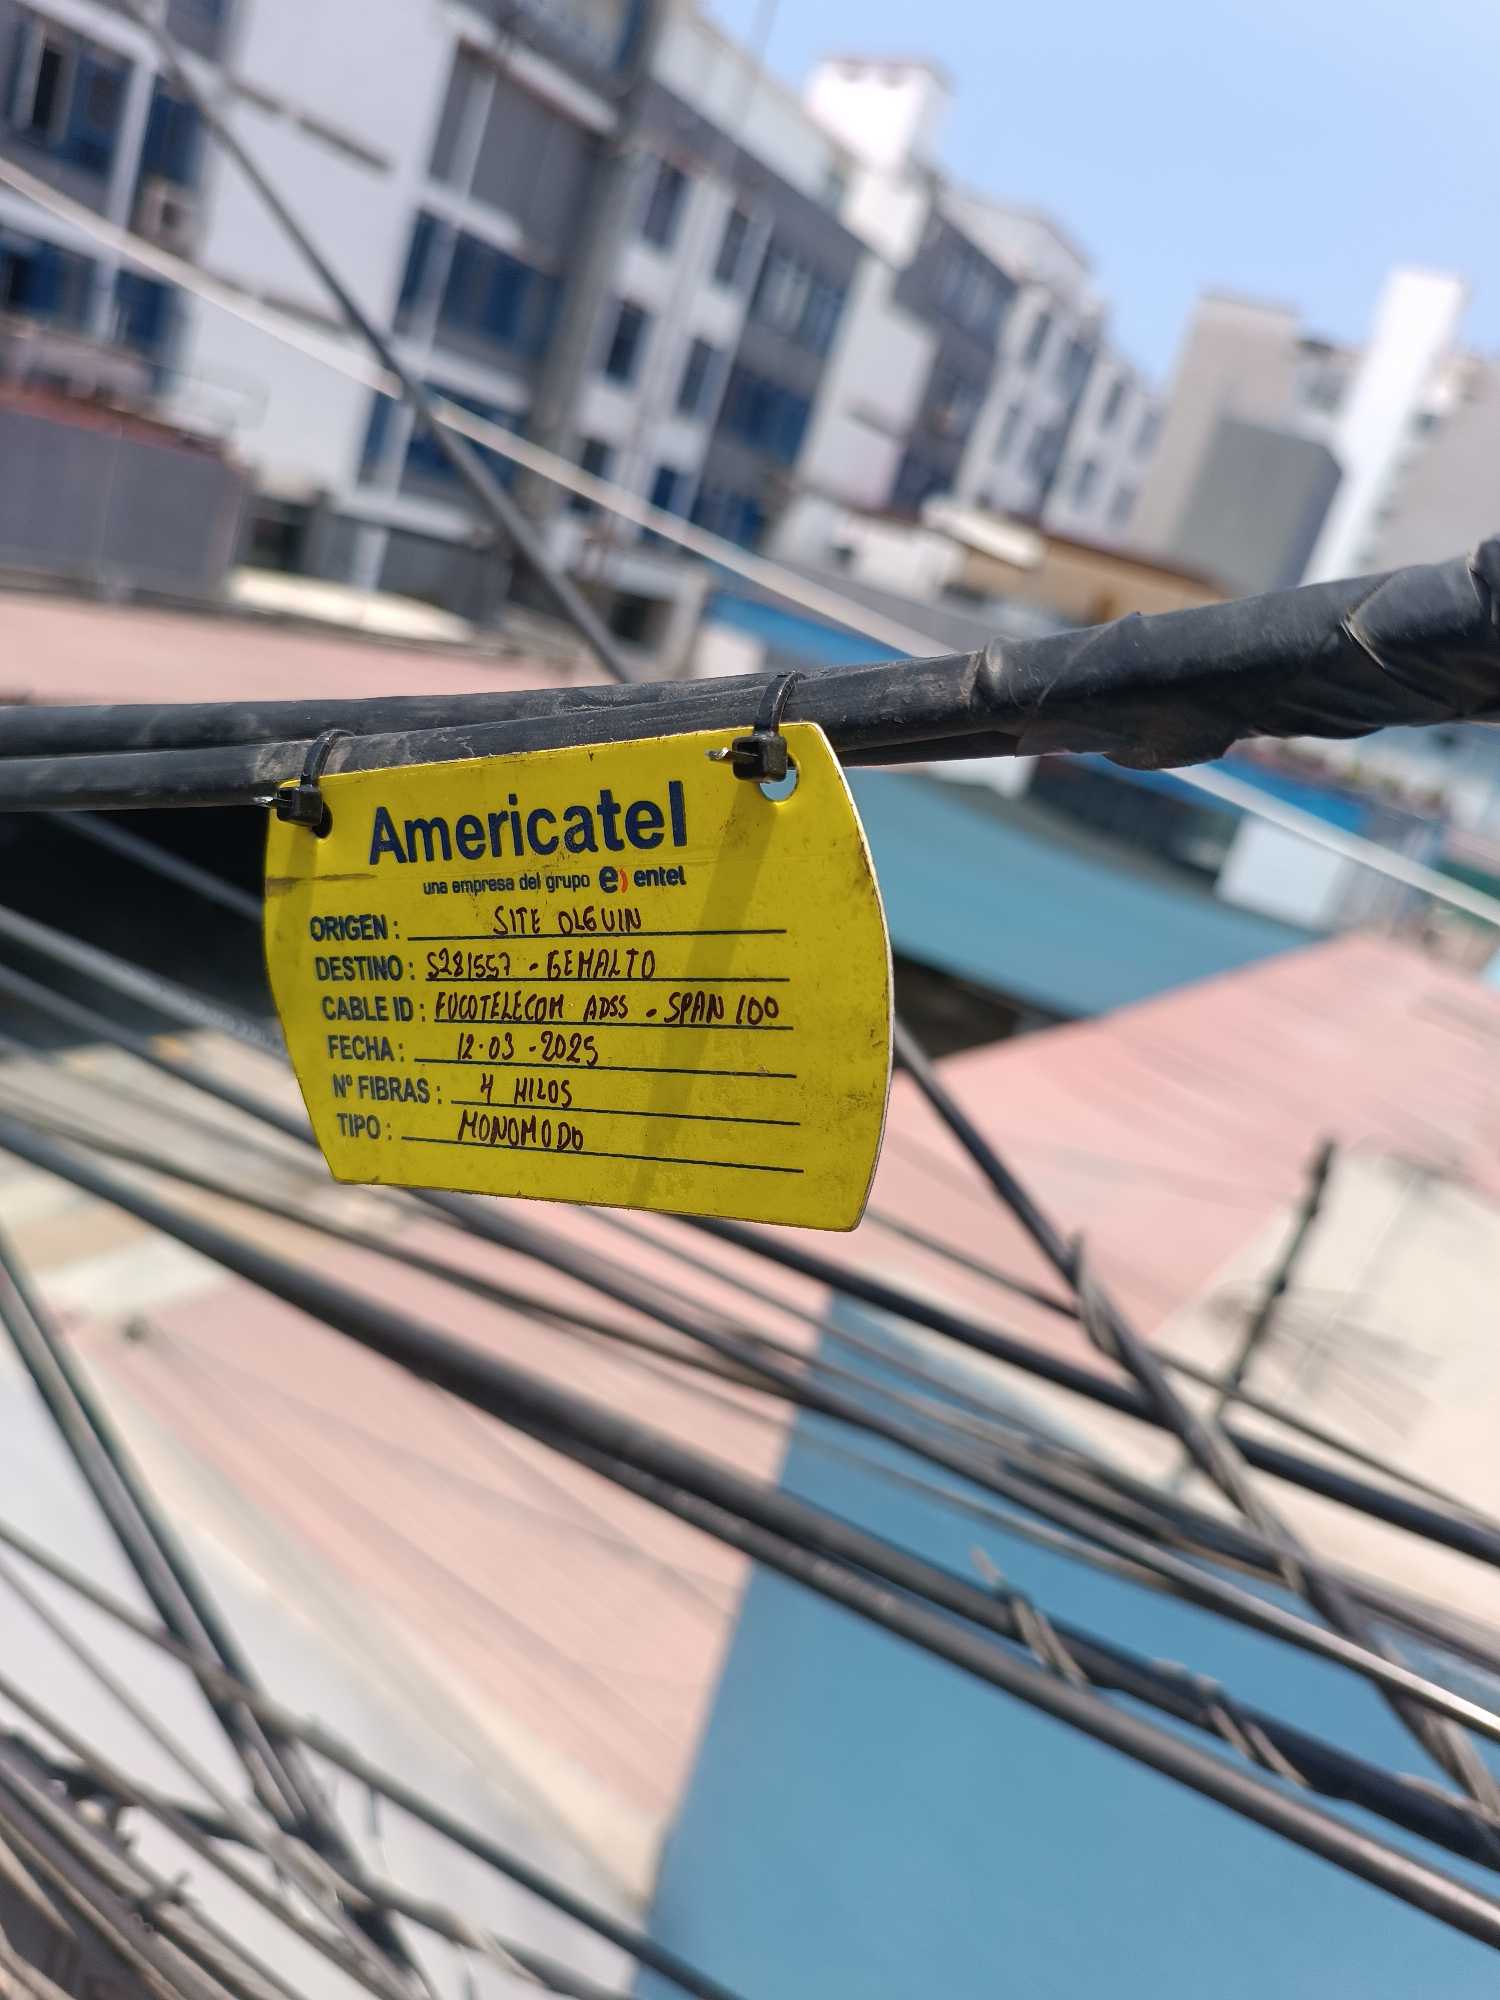 Americatel
una empresa del grupo e) entel
ORIGEN: SITE OLGUIN
DESTINO: S281557 - GEMALTO
CABLE ID: FUCOTELECOM ADSS - SPAN 100
FECHA: 12-03-2025
Nº FIBRAS: 4 HILOS
TIPO: MONOMODO